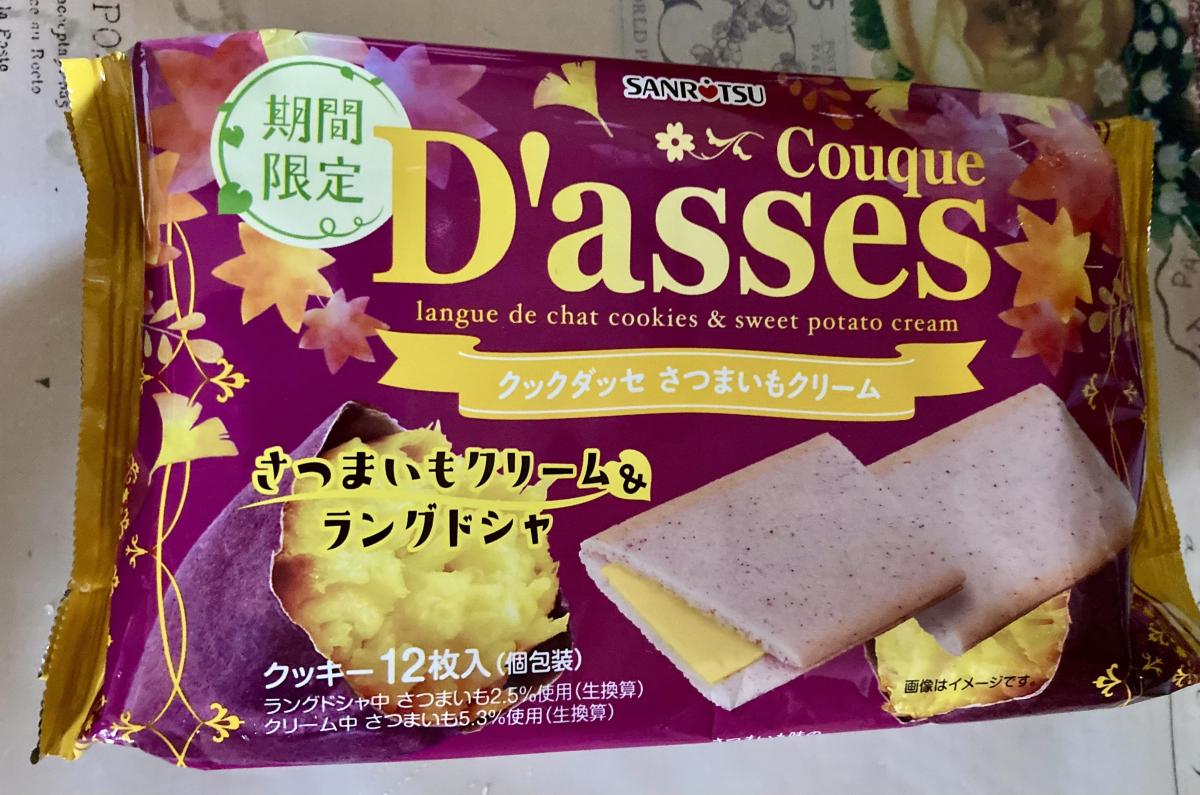 期間
限定
SANRITSU
Couque
D'asses
langue de chat cookies & sweet potato cream
クックダッセ さつまいもクリーム
さつまいもクリーム&
ラングドシャ
クッキー12枚入(個包装)
ラングドシャ中 さつまいも2.5%使用(生換算)
クリーム中 さつまいも5.3%使用(生換算)
画像はイメージです。
au Recto
la Poste